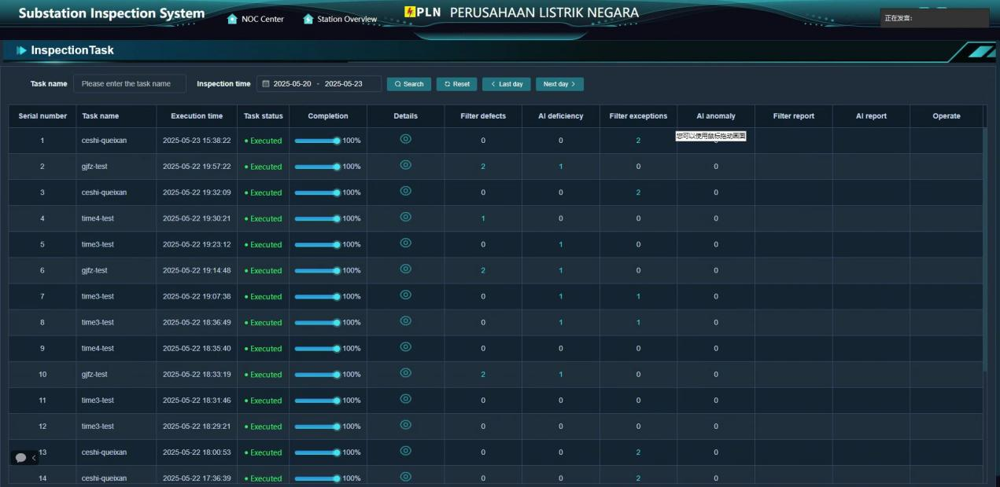 Substation Inspection System
NOC Center
Station Overview
PLN PERUSAHAAN LISTRIK NEGARA
正在发言:
InspectionTask
Task name Please enter the task name Inspection time 2025-05-20 - 2025-05-23 Search Reset < Last day Next day >
Serial number Task name Execution time Task status Completion Details Filter defects AI deficiency Filter exceptions AI anomaly Filter report AI report Operate
1 ceshi-queixan 2025-05-23 15:38:22 Executed 100% 0 0 2
您可以使用鼠标拖动画面
2 gjfz-test 2025-05-22 19:57:22 Executed 100% 2 1 0 0
3 ceshi-queixan 2025-05-22 19:32:09 Executed 100% 0 0 2 0
4 time4-test 2025-05-22 19:30:21 Executed 100% 1 0 0 0
5 time3-test 2025-05-22 19:23:12 Executed 100% 0 1 0 0
6 gjfz-test 2025-05-22 19:14:48 Executed 100% 2 1 0 0
7 time3-test 2025-05-22 19:07:38 Executed 100% 0 1 1 0
8 time3-test 2025-05-22 18:36:49 Executed 100% 0 1 1 0
9 time4-test 2025-05-22 18:35:40 Executed 100% 0 0 0 0
10 gjfz-test 2025-05-22 18:33:19 Executed 100% 2 1 0 0
11 time3-test 2025-05-22 18:31:46 Executed 100% 0 0 0 0
12 time3-test 2025-05-22 18:29:21 Executed 100% 0 0 0 0
13 ceshi-queixan 2025-05-22 18:00:53 Executed 100% 0 0 2 0
14 ceshi-queixan 2025-05-22 17:36:39 Executed 100% 0 0 2 0